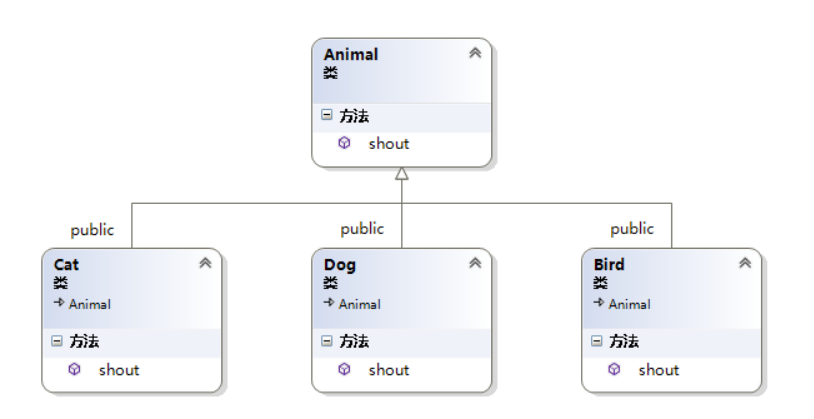 Animal
类
方法
shout
public
public
public
Cat
类
Animal
方法
shout
Dog
类
Animal
方法
shout
Bird
类
Animal
方法
shout